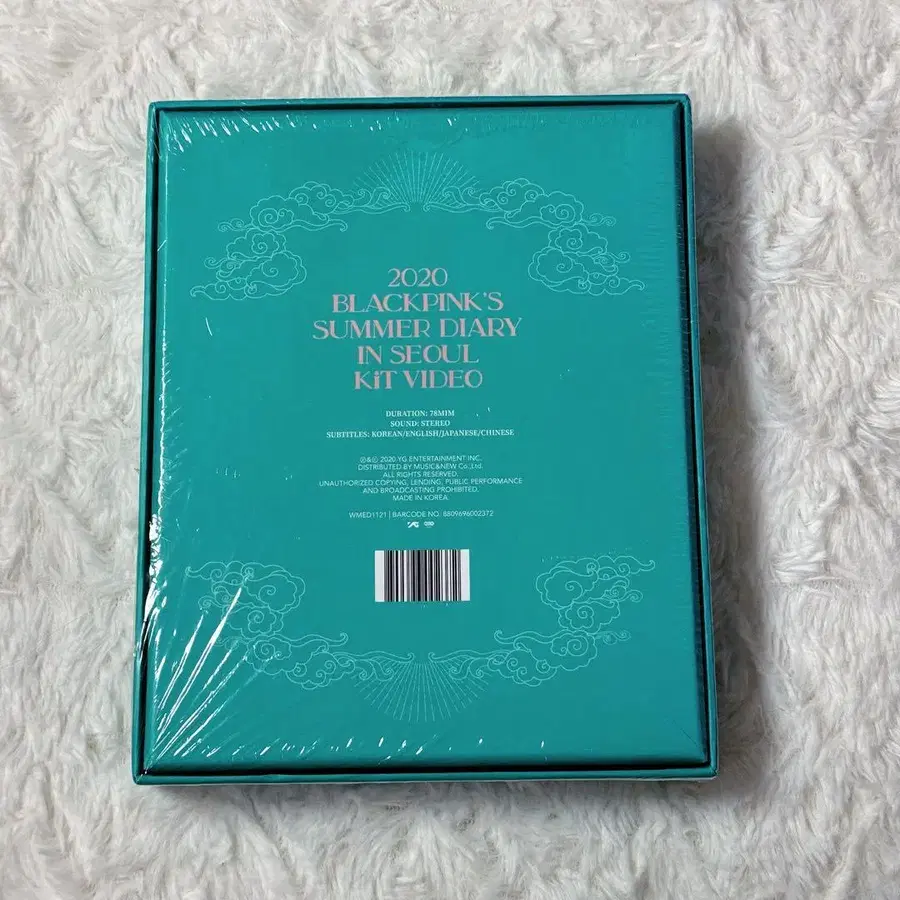 2020
BLACKPINK'S
SUMMER DIARY
IN SEOUL
KiT VIDEO
DURATION: 78MIM
SOUND: STEREO
SUBTITLES: KOREAN/ENGLISH/JAPANESE/CHINESE
℗&© 2020 YG ENTERTAINMENT INC.
DISTRIBUTED BY MUSIC&NEW Co.,Ltd.
ALL RIGHTS RESERVED.
UNAUTHORIZED COPYING, LENDING, PUBLIC PERFORMANCE
AND BROADCASTING PROHIBITED.
MADE IN KOREA
WMED1121 | BARCODE NO. 8809696002372
YG